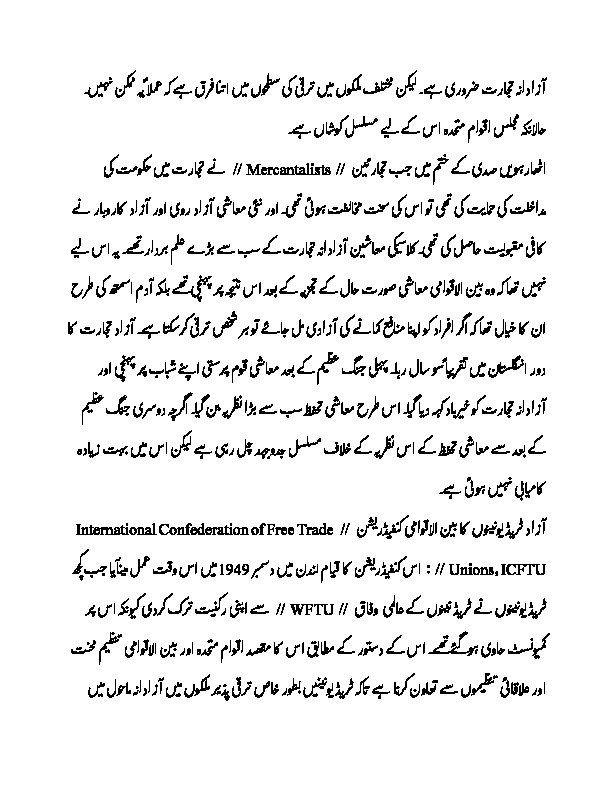 آزادانہ تجارت ضروری ہے۔ لیکن مختلف ملکوں میں ترقی کی سطحوں میں اتنا فرق ہے کہ عملاً یہ ممکن نہیں۔
حالانکہ مجلس اقوام متحدہ اس کے لیے مسلسل کوشاں ہے۔
اٹھارہویں صدی کے ختم میں جب تجارئین // Mercantalists // نے تجارت میں حکومت کی
مداخلت کی حمایت کی تھی تو اس کی سخت مخالفت ہوئی تھی۔ اور نئی معاشی آزاد روی اور آزاد کاروبار نے
کافی مقبولیت حاصل کی تھی۔ کلاسیکی معاشین آزادانہ تجارت کے سب سے بڑے علم بردار تھے۔ یہ اس لیے
نہیں تھا کہ وہ بین الاقوامی معاشی صورت حال کے تجزیے کے بعد اس نتیجہ پر پہنچے تھے بلکہ آدم اسمتھ کی طرح
ان کا خیال تھا کہ اگر افراد کو اپنا منافع کمانے کی آزادی مل جائے تو ہر شخص ترقی کرسکتا ہے۔ آزاد تجارت کا
دور انگلستان میں تقریباً سو سال رہا۔ پہلی جنگ عظیم کے بعد معاشی قوم پرستی اپنے شباب پر پہنچی اور
آزادانہ تجارت کو خیرباد کہہ دیا گیا۔ اس طرح معاشی تحفظ سب سے بڑا نظریہ بن گیا۔ اگرچہ دوسری جنگ عظیم
کے بعد سے معاشی تحفظ کے اس نظریہ کے خلاف مسلسل جدوجہد چل رہی ہے لیکن اس میں بہت زیادہ
کامیابی نہیں ہوئی ہے۔
آزاد ٹریڈیونینوں کا بین الاقوامی کنفیڈریشن // International Confederation of Free Trade
Unions, ICFTU // : اس کنفیڈریشن کا قیام لندن میں دسمبر 1949 میں اس وقت عمل میں آیا جب کچھ
ٹریڈیونینوں نے ٹریڈ نینوں کے عالمی وفاق // WFTU // سے اپنی رکنیت ترک کردی کیونکہ اس پر
کمیونسٹ حاوی ہوگئے تھے۔ اس کے دستور کے مطابق اس کا مقصد اقوام متحدہ اور بین الاقوامی تنظیم محنت
اور علاقائی تنظیموں سے تعاون کرنا ہے تاکہ ٹریڈیونینیں بطور خاص ترقی پذیر ملکوں میں آزادانہ ماحول میں